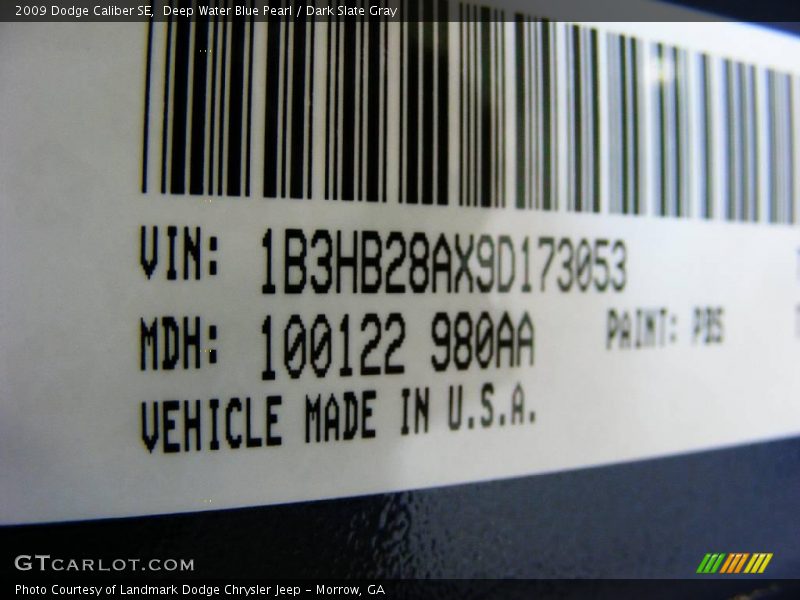 2009 Dodge Caliber SE, Deep Water Blue Pearl / Dark Slate Gray
VIN: 1B3HB28AX9D173053
MDH: 100122 980AA PAINT: PB5
VEHICLE MADE IN U.S.A.
GTCARLOT.COM
Photo Courtesy of Landmark Dodge Chrysler Jeep – Morrow, GA